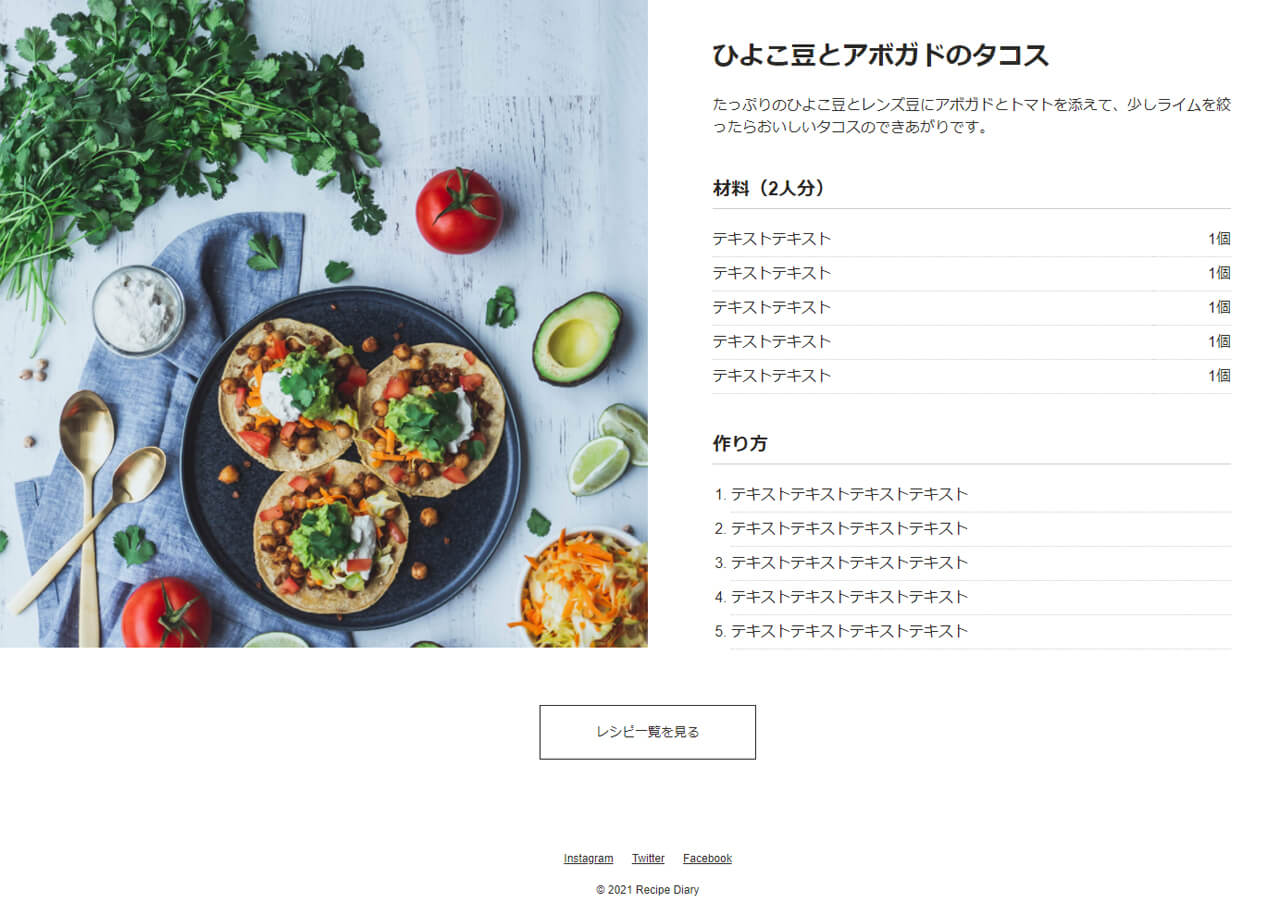 ひよこ豆とアボガドのタコス
たっぷりのひよこ豆とレンズ豆にアボガドとトマトを添えて、少しライムを絞
ったらおいしいタコスのできあがりです。
材料（2人分）
テキストテキスト 1個
テキストテキスト 1個
テキストテキスト 1個
テキストテキスト 1個
テキストテキスト 1個
作り方
1. テキストテキストテキストテキスト
2. テキストテキストテキストテキスト
3. テキストテキストテキストテキスト
4. テキストテキストテキストテキスト
5. テキストテキストテキストテキスト
レシピ一覧を見る
Instagram Twitter Facebook
© 2021 Recipe Diary